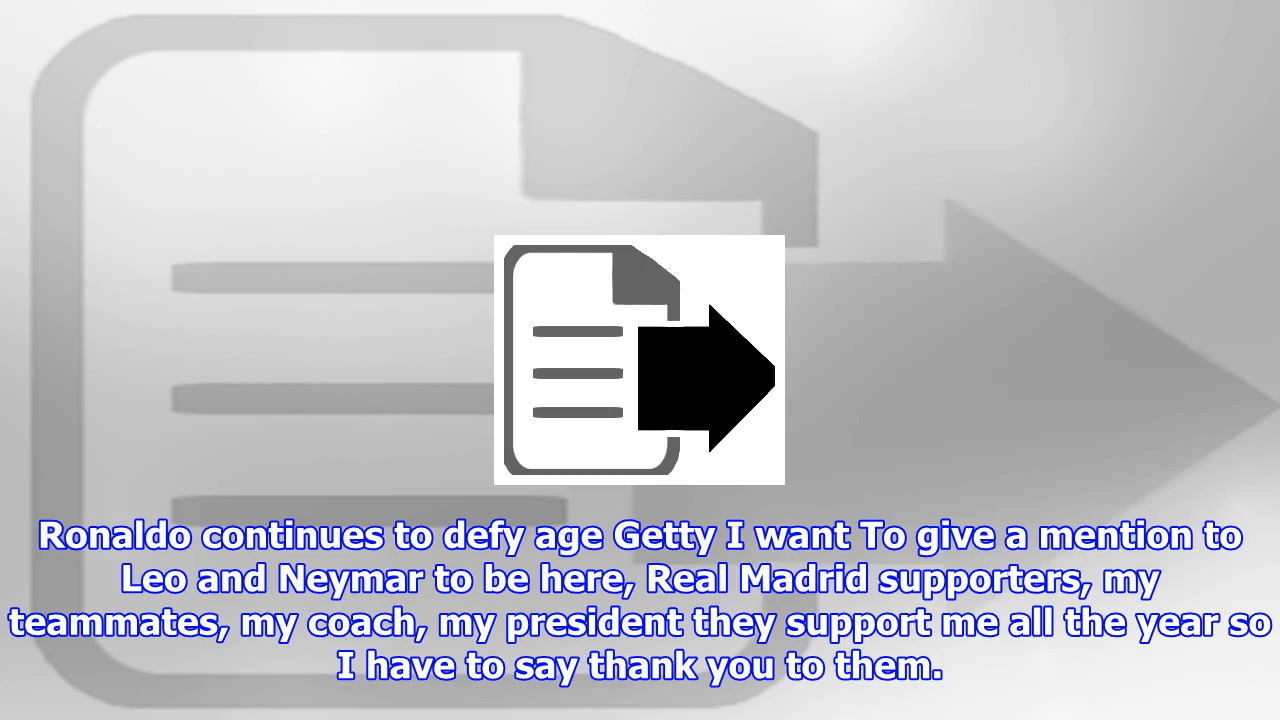 Ronaldo continues to defy age Getty I want To give a mention to
Leo and Neymar to be here, Real Madrid supporters, my
teammates, my coach, my president they support me all the year so
I have to say thank you to them.